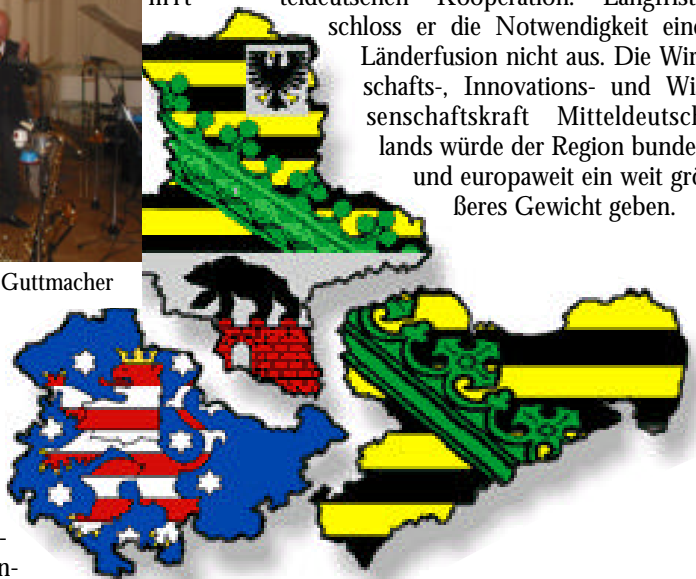 teldeutschen Kooperation. Langfrist
schloss er die Notwendigkeit ein
Länderfusion nicht aus. Die Wir
schafts-, Innovations- und Wi
senschaftskraft Mitteldeutsch
lands würde der Region bunde
und europaweit ein weit grö
ßeres Gewicht geben.
Guttmacher